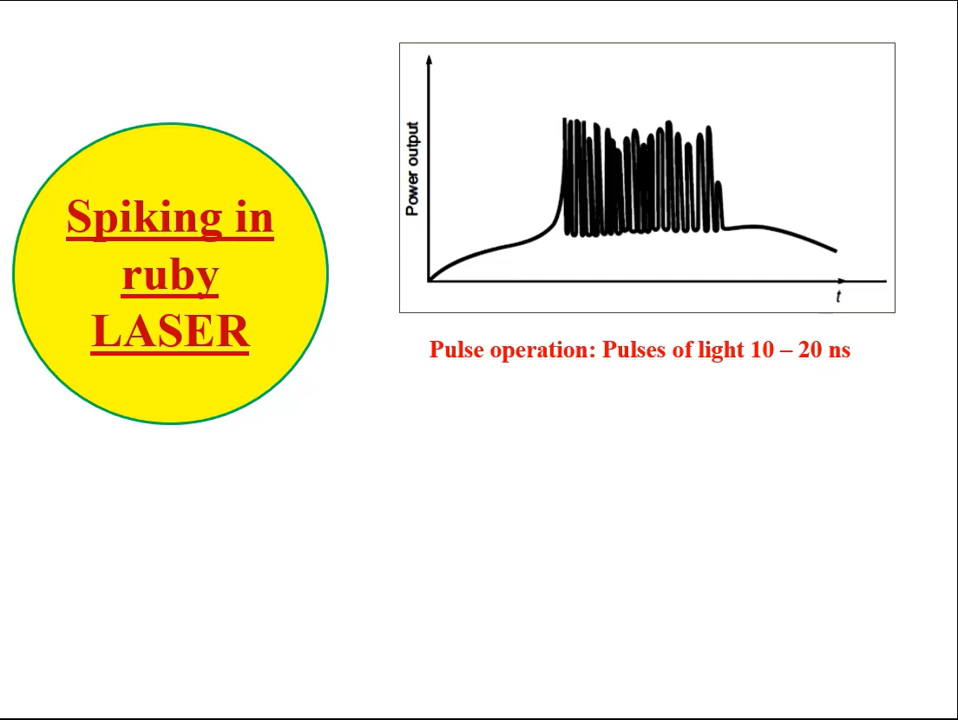 Spiking in
ruby
LASER
Power output
t
Pulse operation: Pulses of light 10 – 20 ns